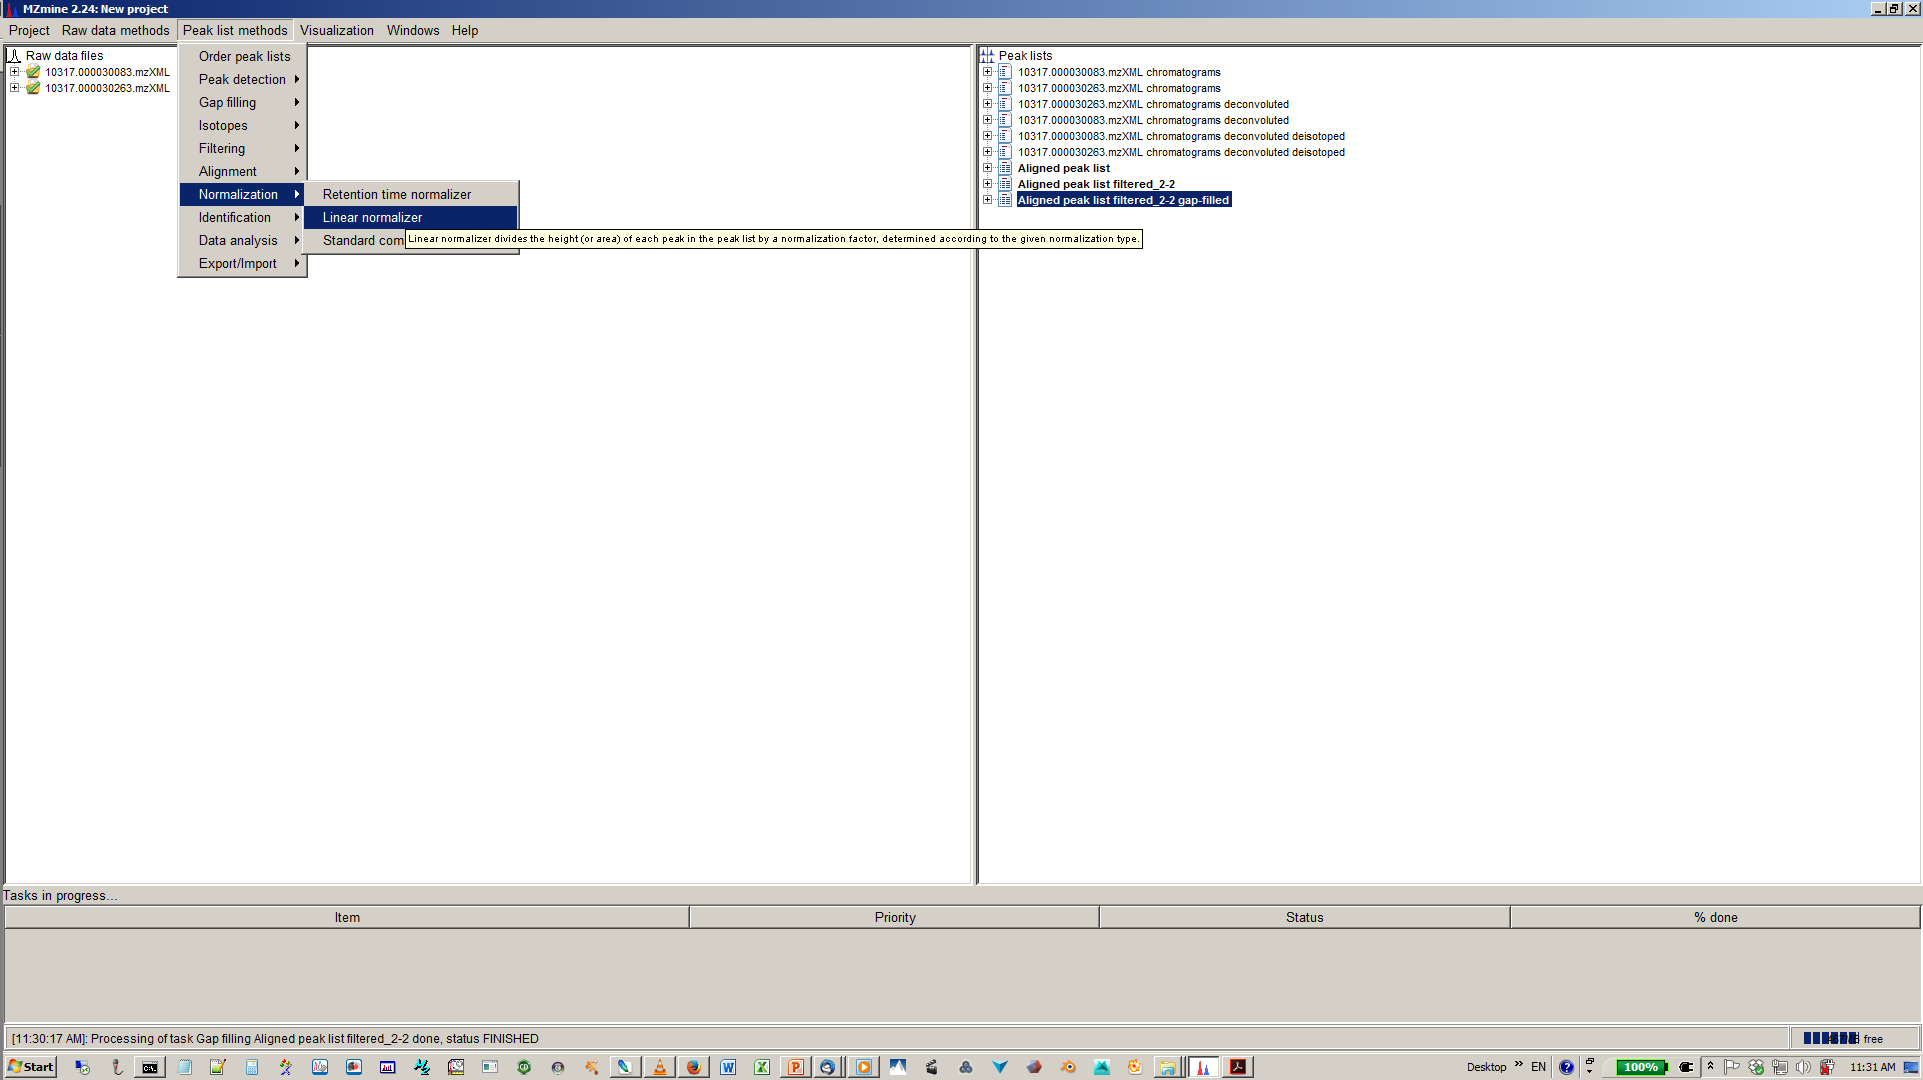 MZmine 2.24: New project
Project Raw data methods Peak list methods Visualization Windows Help
Raw data files
10317.000030083.mzXML
10317.000030263.mzXML
Order peak lists
Peak detection
Gap filling
Isotopes
Filtering
Alignment
Normalization
Identification
Data analysis
Export/Import
Retention time normalizer
Linear normalizer
Standard com
Linear normalizer divides the height (or area) of each peak in the peak list by a normalization factor, determined according to the given normalization type.
Peak lists
10317.000030083.mzXML chromatograms
10317.000030263.mzXML chromatograms
10317.000030263.mzXML chromatograms deconvoluted
10317.000030083.mzXML chromatograms deconvoluted
10317.000030083.mzXML chromatograms deconvoluted deisotoped
10317.000030263.mzXML chromatograms deconvoluted deisotoped
Aligned peak list
Aligned peak list filtered_2-2
Aligned peak list filtered_2-2 gap-filled
Tasks in progress...
Item Priority Status % done
[11:30:17 AM]: Processing of task Gap filling Aligned peak list filtered_2-2 done, status FINISHED
free
Start
Desktop
EN
100%
11:31 AM